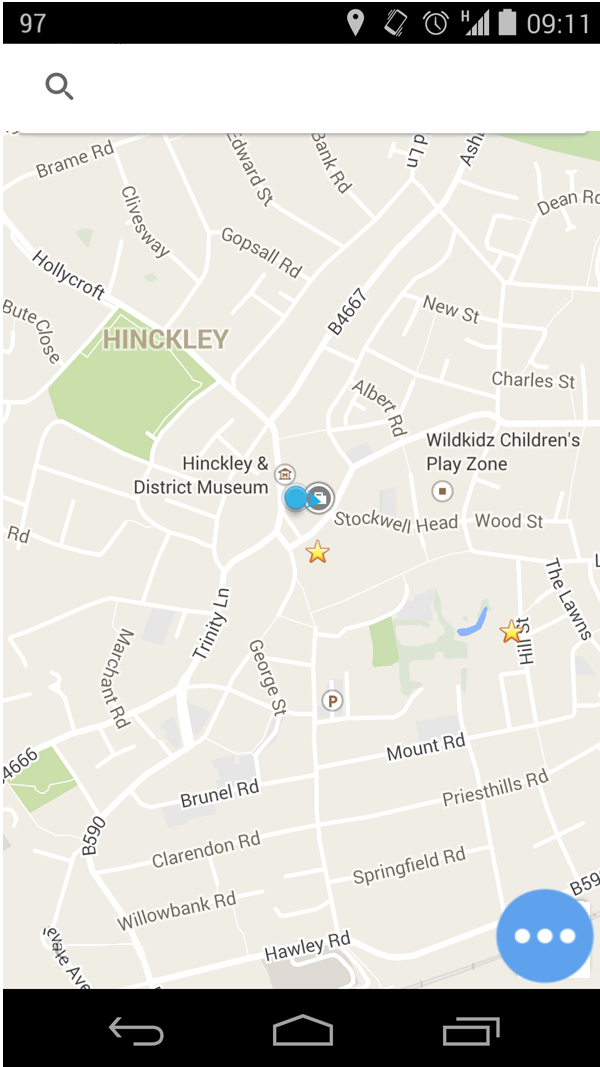 97
H
09:11
Brame Rd
Edward St
Bank Rd
d Ln
Ash
Dean Rd
Clivesway
Gopsall Rd
Hollycroft
B4667
New St
Bute Close
HINCKLEY
Albert Rd
Charles St
Wildkidz Children's
Play Zone
Hinckley &
District Museum
M
Stockwell Head
Wood St
Rd
The Lawns
L
Trinity Ln
Hill St
Marchant Rd
George St
P
4666
Mount Rd
Brunel Rd
Priesthills Rd
B590
Clarendon Rd
Springfield Rd
B59
Willowbank Rd
Hawley Rd